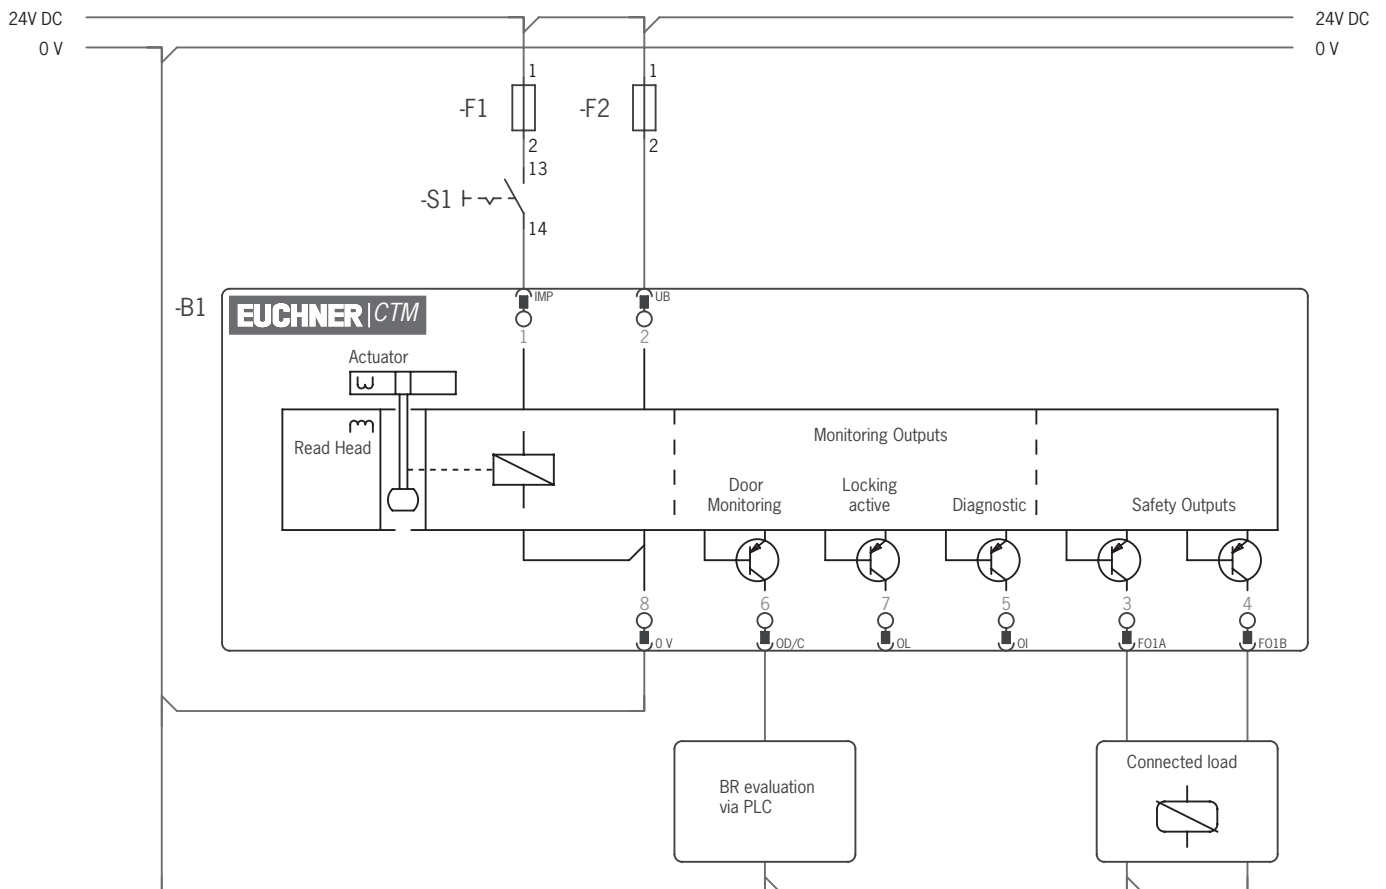 24V DC
24V DC
0 V
0 V
1
1
-F1
-F2
2
2
13
-S1
14
-B1
EUCHNER CTM
IMP
UB
1
2
Actuator
Read Head
Monitoring Outputs
Door
Monitoring
Locking
active
Diagnostic
Safety Outputs
8
6
7
5
3
4
0 V
OD/C
OL
OI
FO1A
FO1B
BR evaluation
via PLC
Connected load